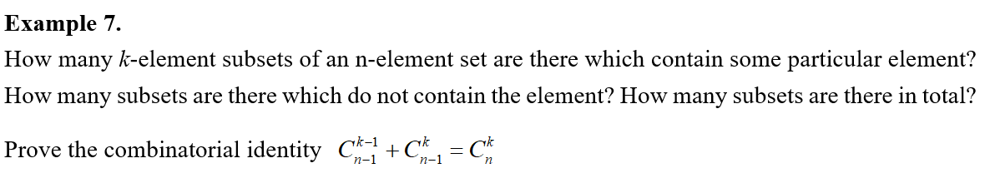 Example 7.
How many k-element subsets of an n-element set are there which contain some particular element?
How many subsets are there which do not contain the element? How many subsets are there in total?
Prove the combinatorial identity $C_{n-1}^{k-1} + C_{n-1}^{k} = C_{n}^{k}$